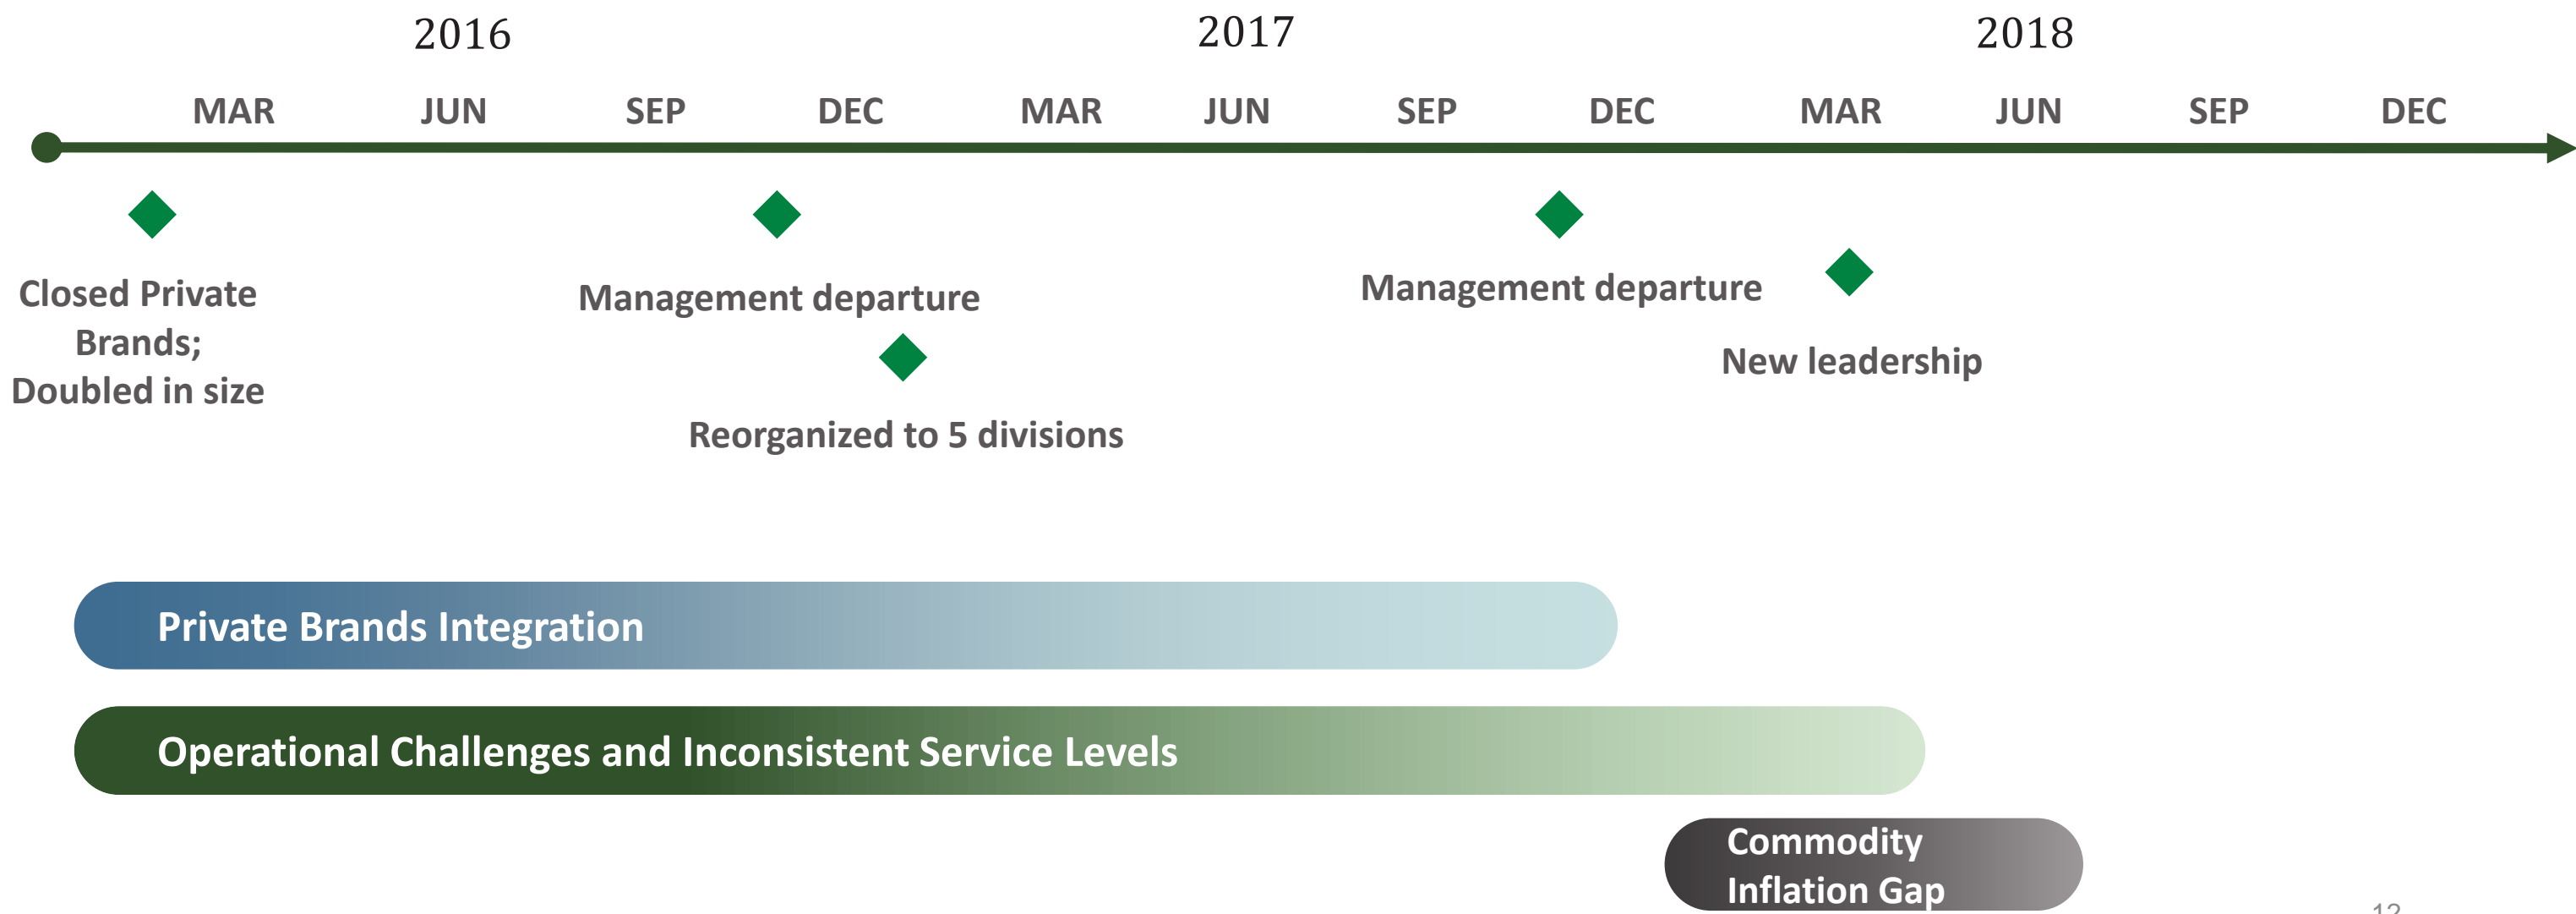 2016 2017 2018
MAR JUN SEP DEC MAR JUN SEP DEC MAR JUN SEP DEC
Closed Private
Brands;
Doubled in size
Management departure
Reorganized to 5 divisions
Management departure
New leadership
Private Brands Integration
Operational Challenges and Inconsistent Service Levels
Commodity
Inflation Gap
12